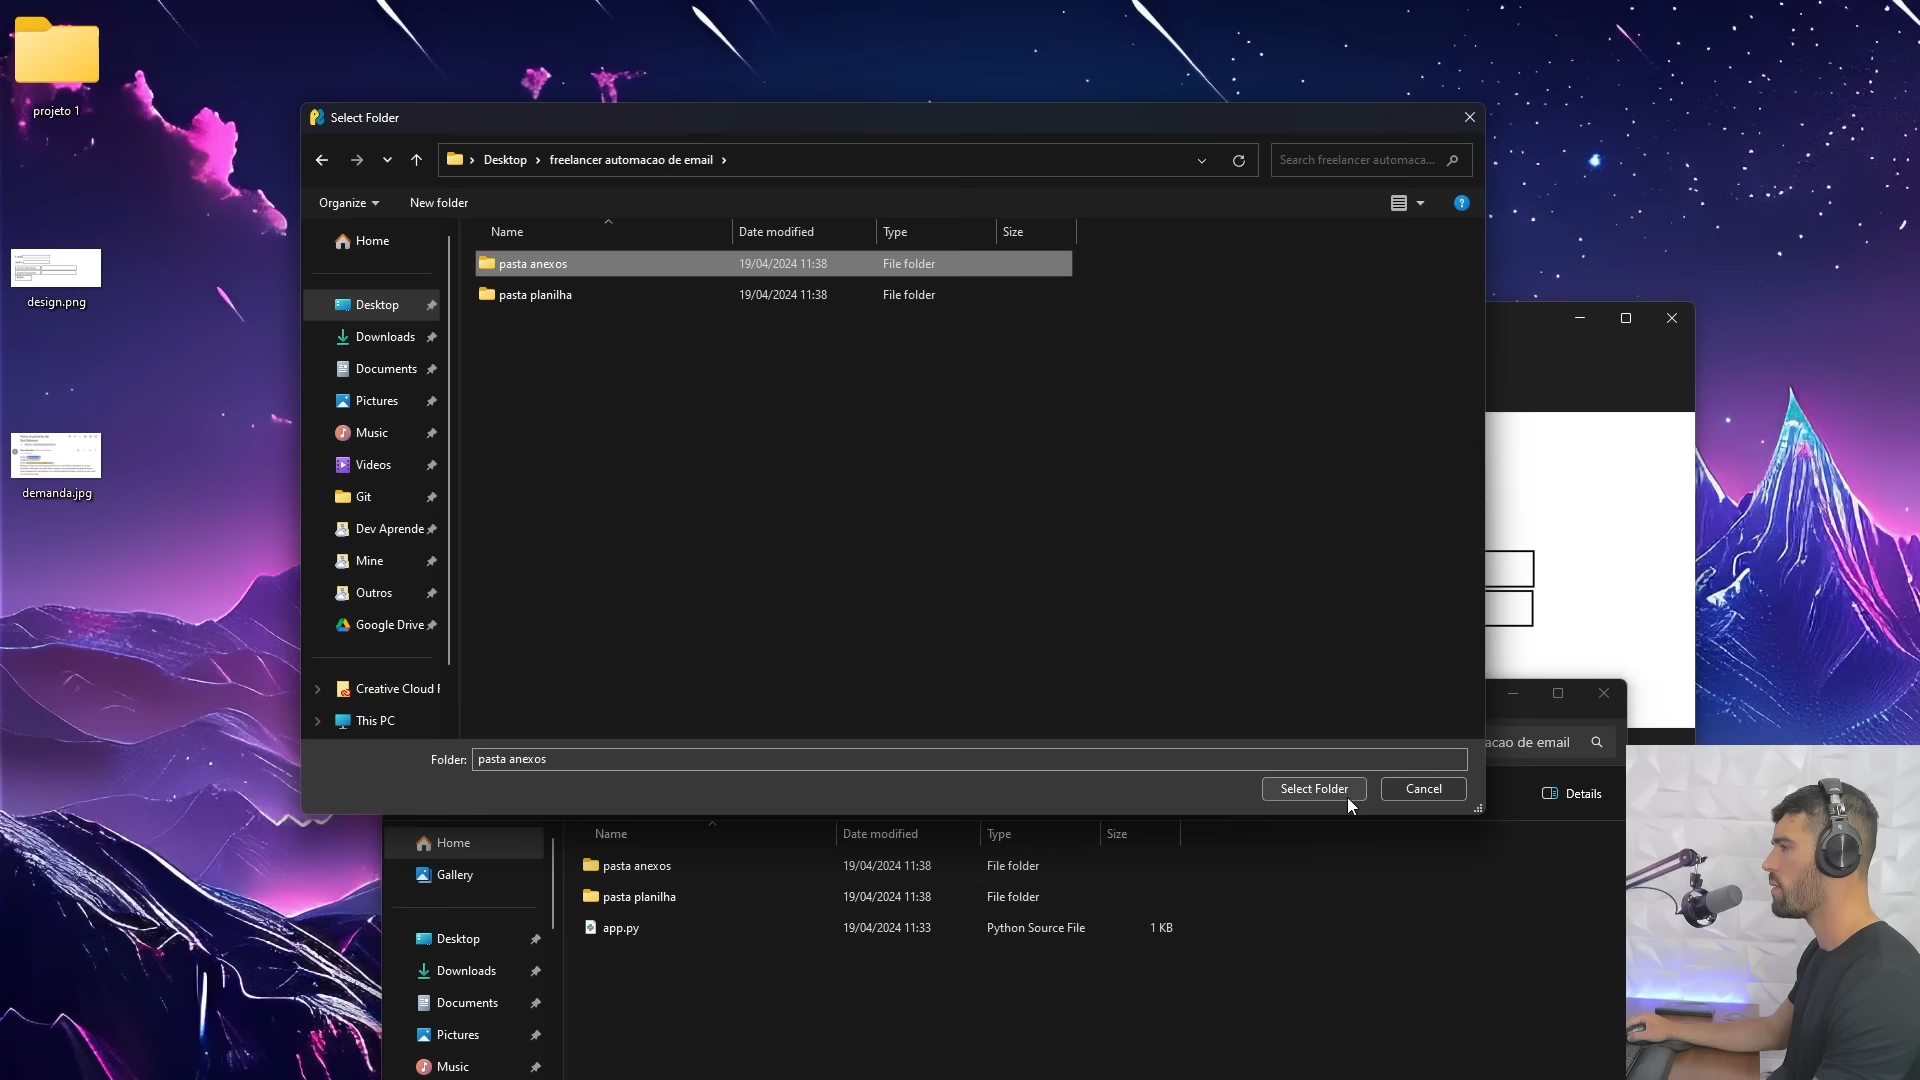 projeto 1
design.png
demanda.jpg
Select Folder
Desktop
freelancer automacao de email
Search freelancer automaca...
Organize
New folder
Name
Date modified
Type
Size
pasta anexos
19/04/2024 11:38
File folder
pasta planilha
19/04/2024 11:38
File folder
Home
Desktop
Downloads
Documents
Pictures
Music
Videos
Git
Dev Aprende
Mine
Outros
Google Drive
Creative Cloud F
This PC
Folder:
pasta anexos
Select Folder
Cancel
acao de email
Details
Name
Date modified
Type
Size
pasta anexos
19/04/2024 11:38
File folder
pasta planilha
19/04/2024 11:38
File folder
app.py
19/04/2024 11:33
Python Source File
1 KB
Home
Gallery
Desktop
Downloads
Documents
Pictures
Music